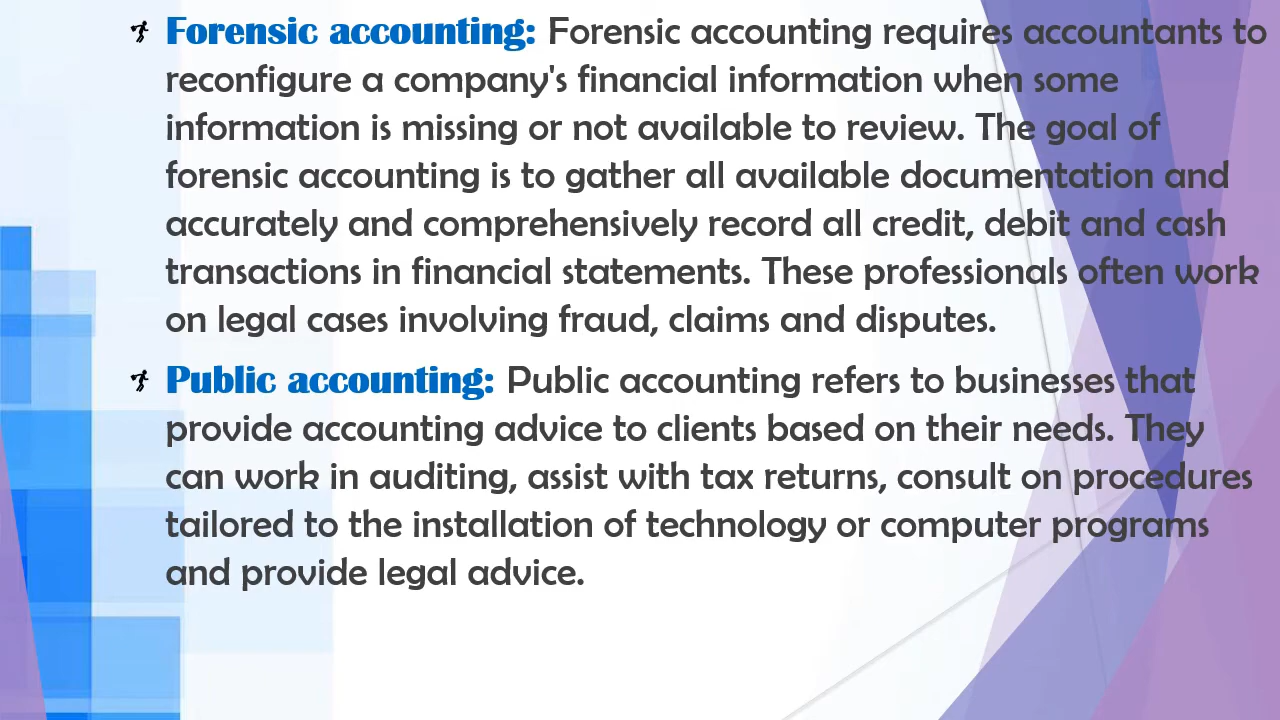 Forensic accounting: Forensic accounting requires accountants to
reconfigure a company's financial information when some
information is missing or not available to review. The goal of
forensic accounting is to gather all available documentation and
accurately and comprehensively record all credit, debit and cash
transactions in financial statements. These professionals often work
on legal cases involving fraud, claims and disputes.
Public accounting: Public accounting refers to businesses that
provide accounting advice to clients based on their needs. They
can work in auditing, assist with tax returns, consult on procedures
tailored to the installation of technology or computer programs
and provide legal advice.